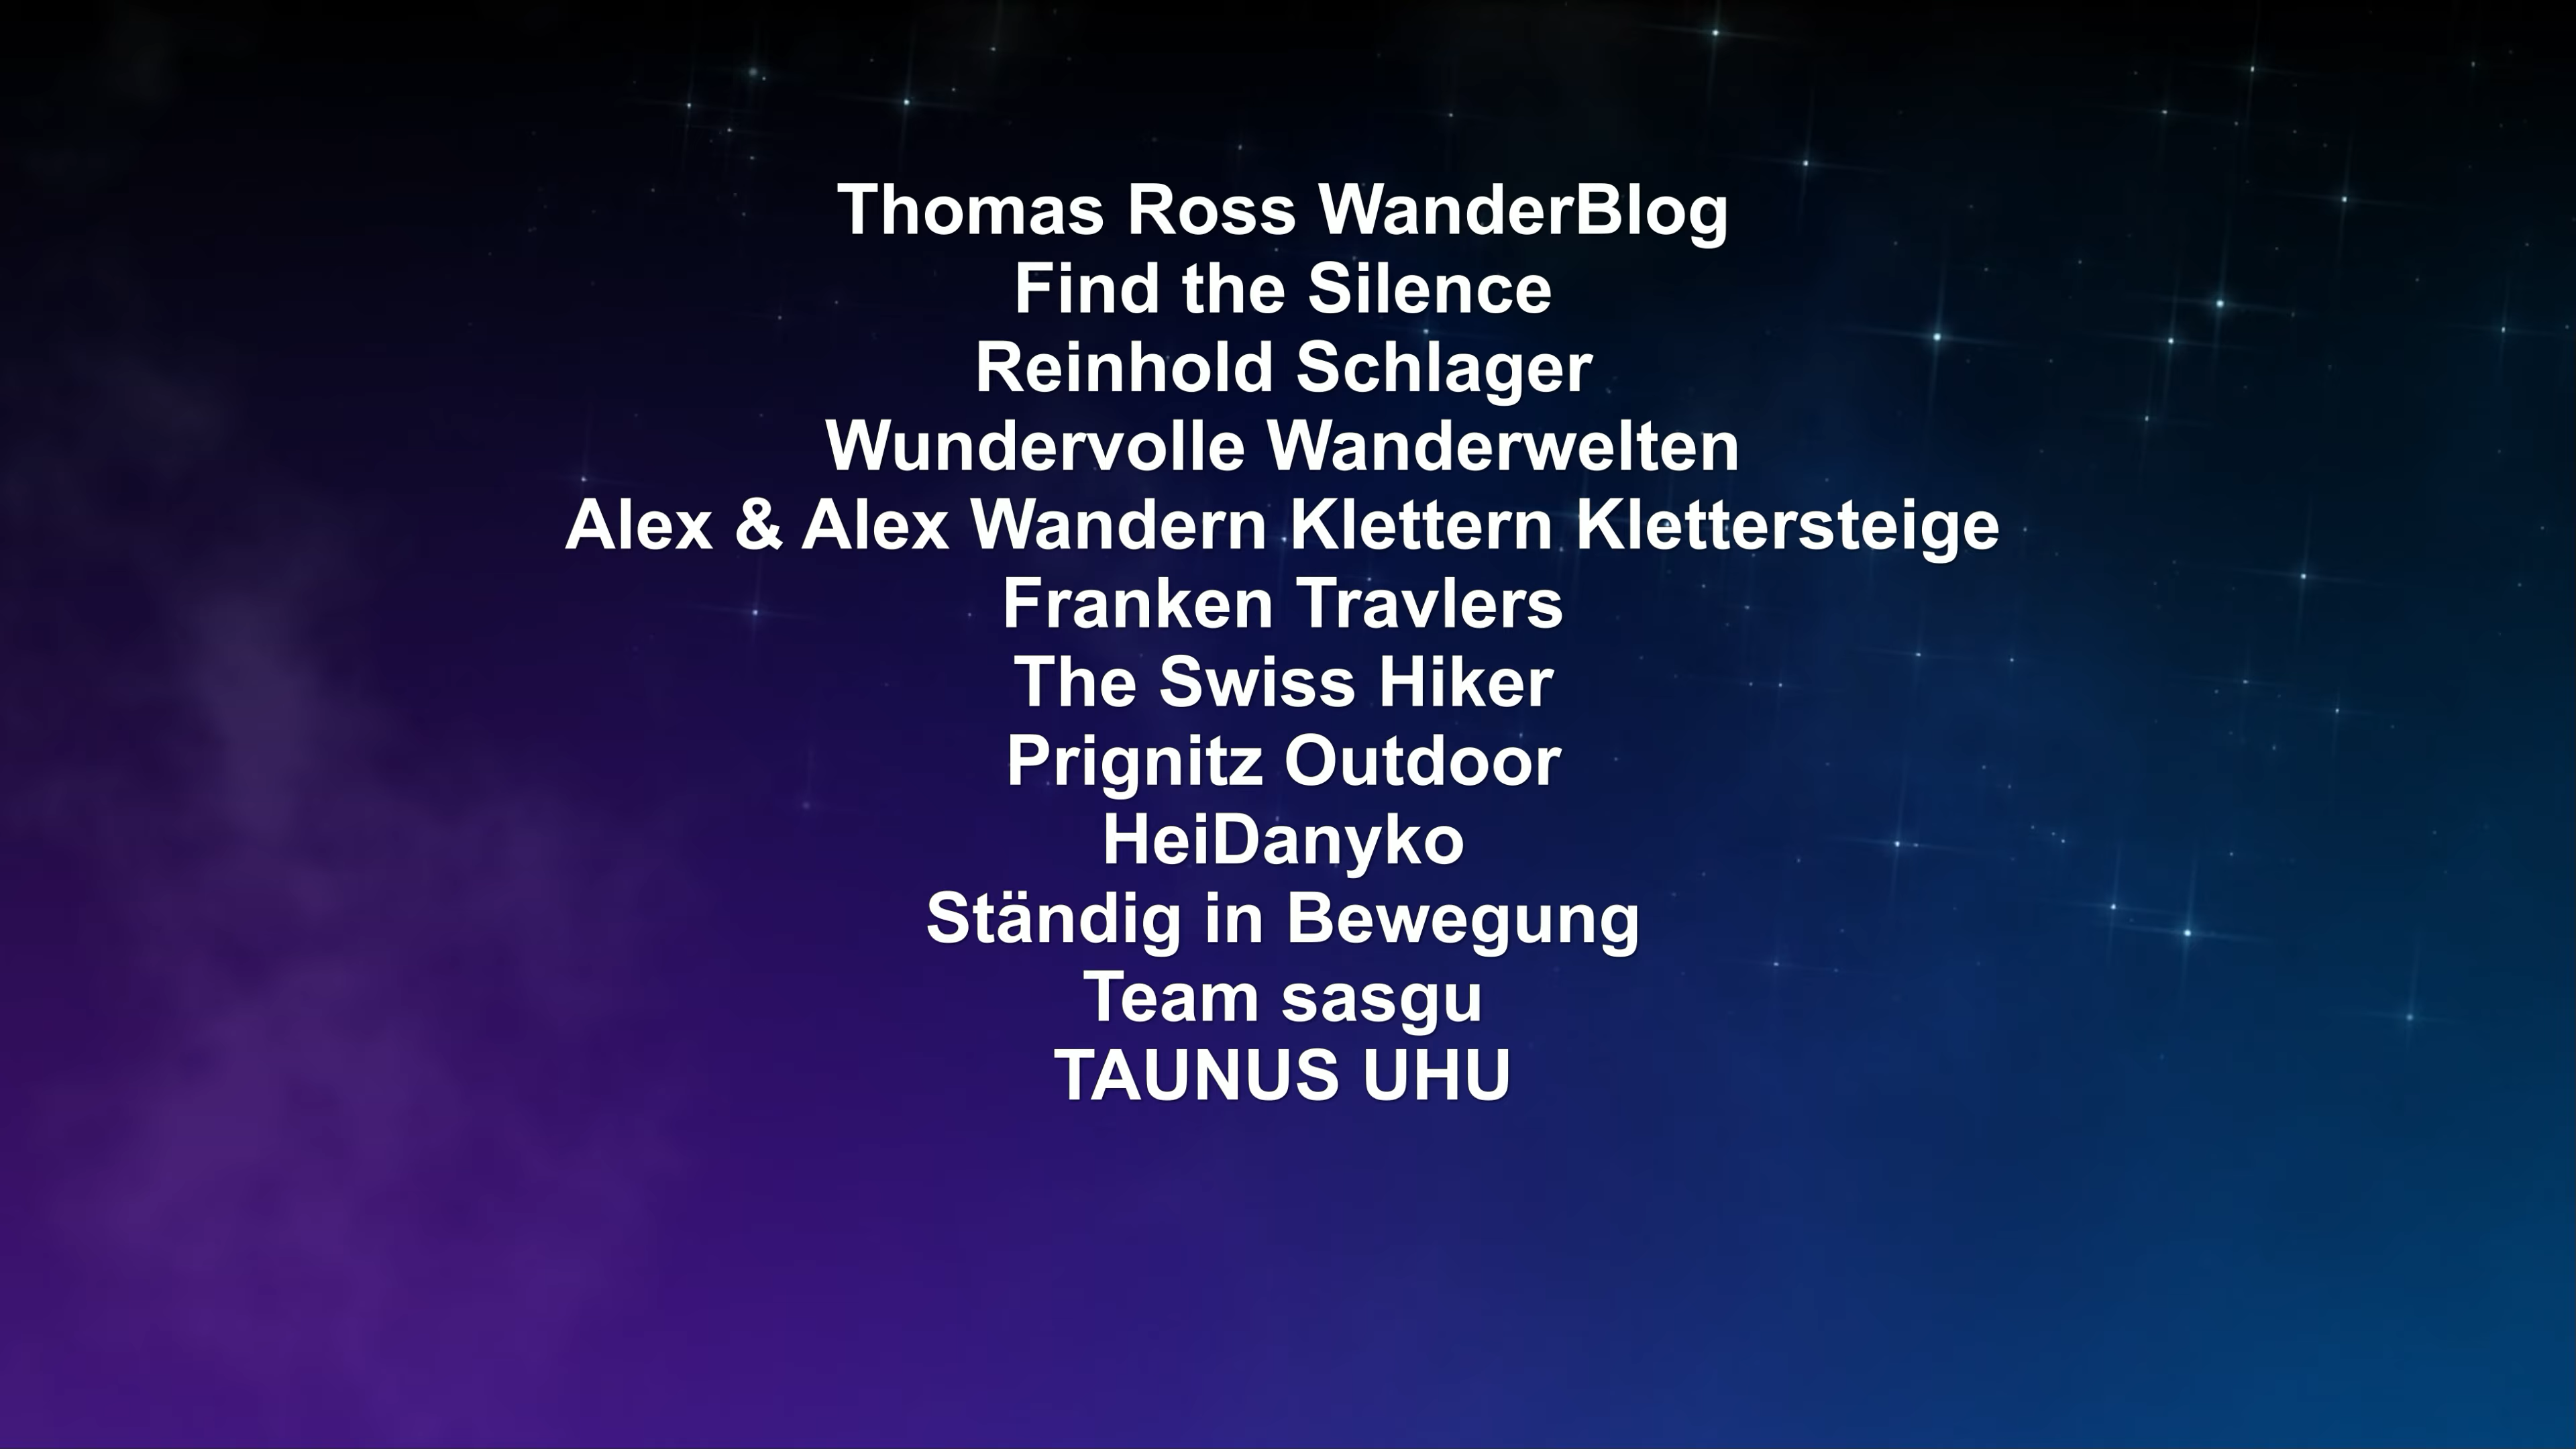 Thomas Ross WanderBlog
Find the Silence
Reinhold Schlager
Wundervolle Wanderwelten
Alex & Alex Wandern Klettern Klettersteige
Franken Travlers
The Swiss Hiker
Prignitz Outdoor
HeiDanyko
Ständig in Bewegung
Team sasgu
TAUNUS UHU